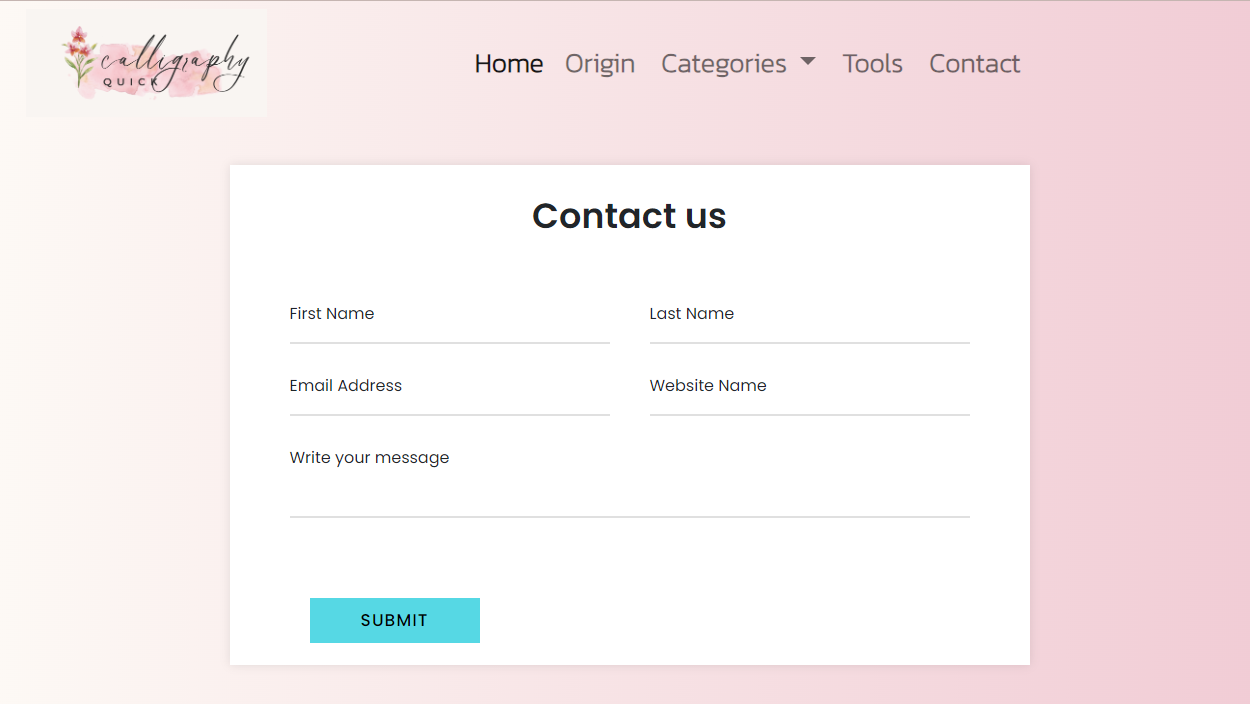 calligraphy
QUICK
Home Origin Categories Tools Contact
Contact us
First Name Last Name
Email Address Website Name
Write your message
SUBMIT